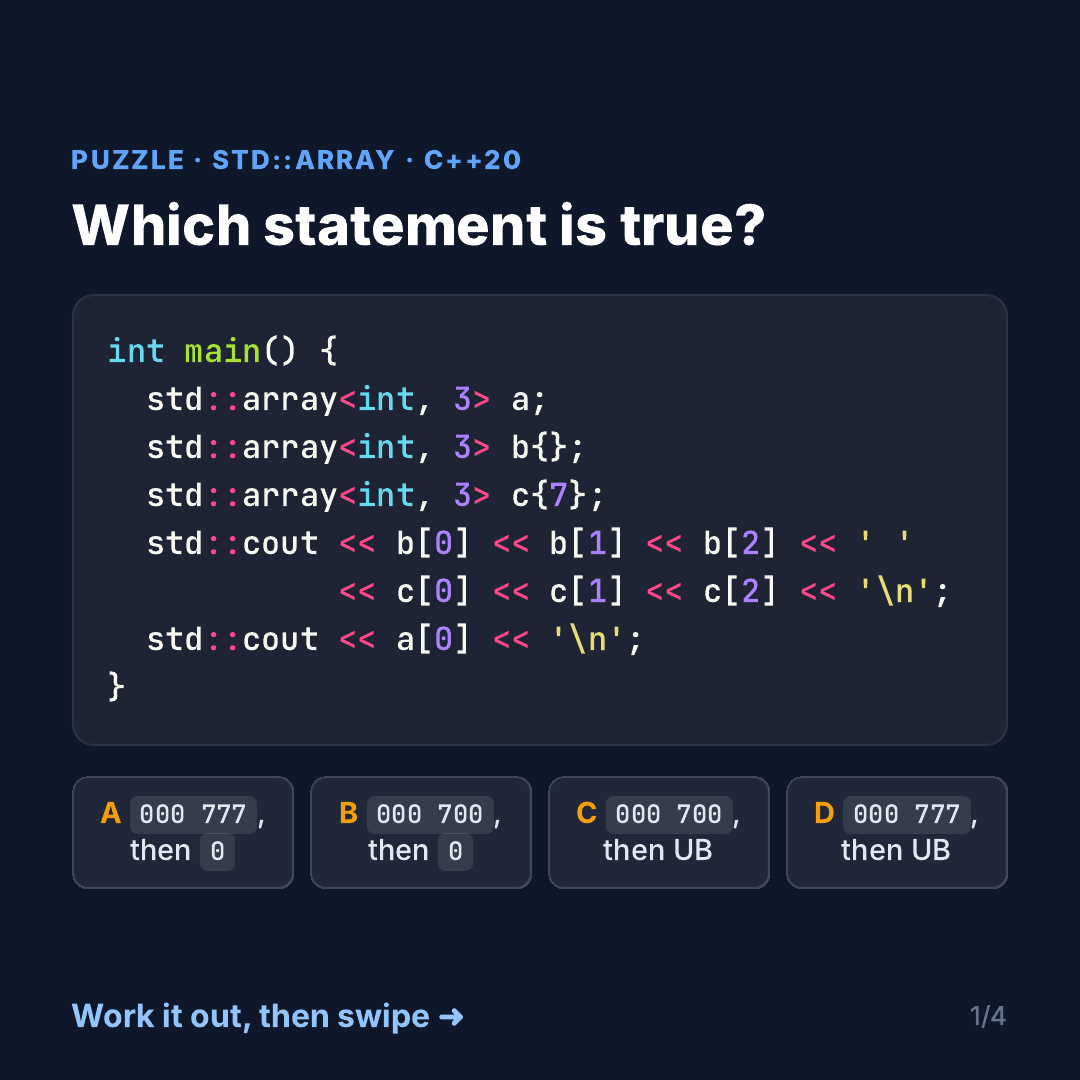 PUZZLE · STD::ARRAY · C++20
Which statement is true?
int main() {
  std::array<int, 3> a;
  std::array<int, 3> b{};
  std::array<int, 3> c{7};
  std::cout << b[0] << b[1] << b[2] << ' '
            << c[0] << c[1] << c[2] << '\n';
  std::cout << a[0] << '\n';
}
A 000 777,
then 0
B 000 700,
then 0
C 000 700,
then UB
D 000 777,
then UB
Work it out, then swipe ➜
1/4